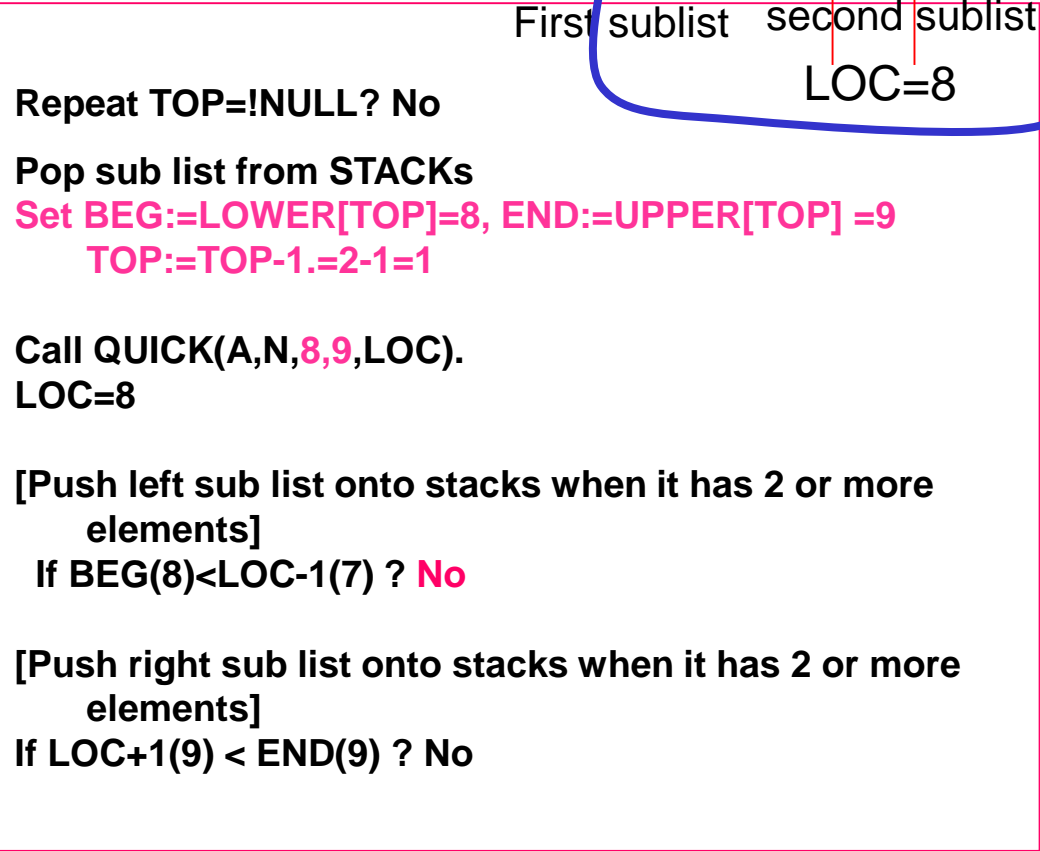 First sublist second sublist
LOC=8
Repeat TOP=!NULL? No
Pop sub list from STACKs
Set BEG:=LOWER[TOP]=8, END:=UPPER[TOP] =9
TOP:=TOP-1.=2-1=1
Call QUICK(A,N,8,9,LOC).
LOC=8
[Push left sub list onto stacks when it has 2 or more
elements]
If BEG(8)<LOC-1(7) ? No
[Push right sub list onto stacks when it has 2 or more
elements]
If LOC+1(9) < END(9) ? No